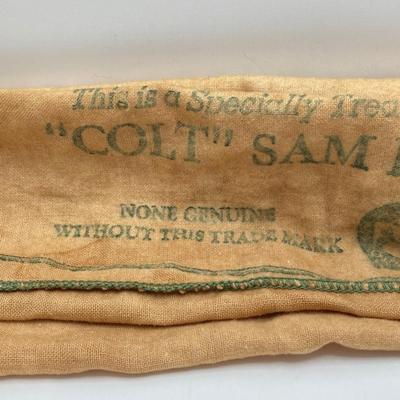 This is a Specially Trea
"COLT" SAM
NONE GENUINE
WITHOUT THIS TRADE MARK